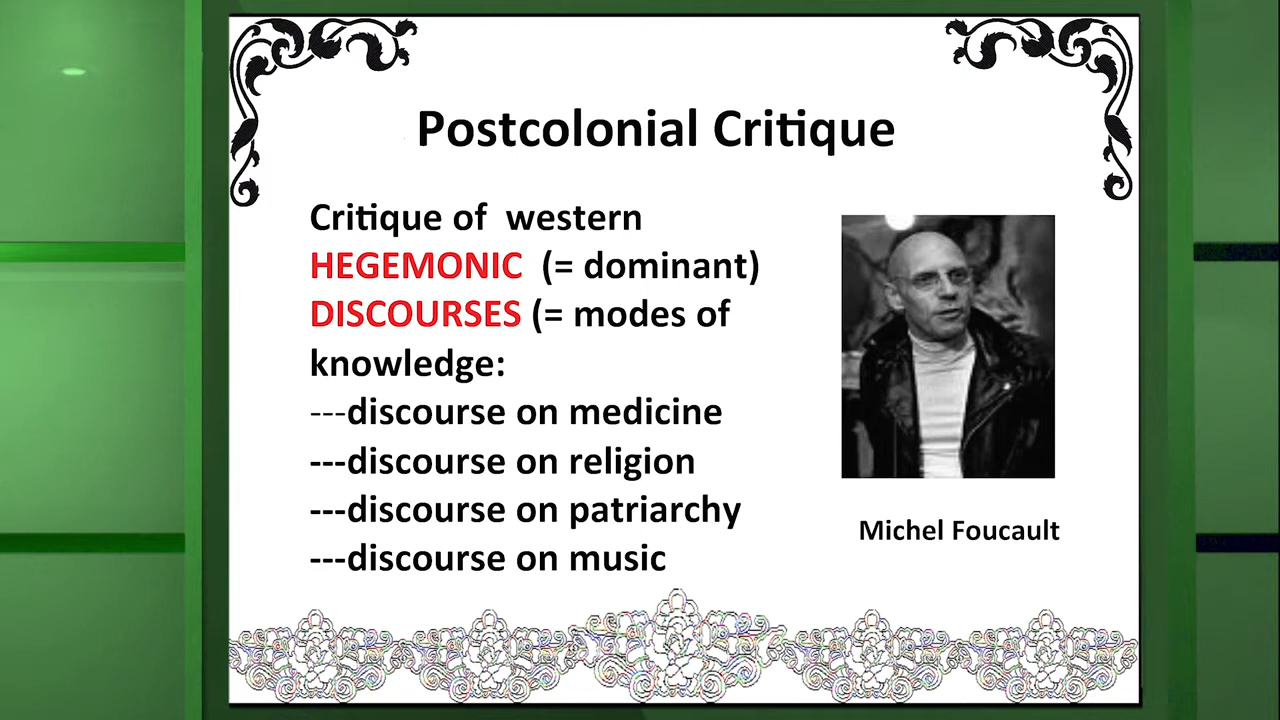 Postcolonial Critique
Critique of western
HEGEMONIC (= dominant)
DISCOURSES (= modes of
knowledge:
---discourse on medicine
---discourse on religion
---discourse on patriarchy
---discourse on music
Michel Foucault